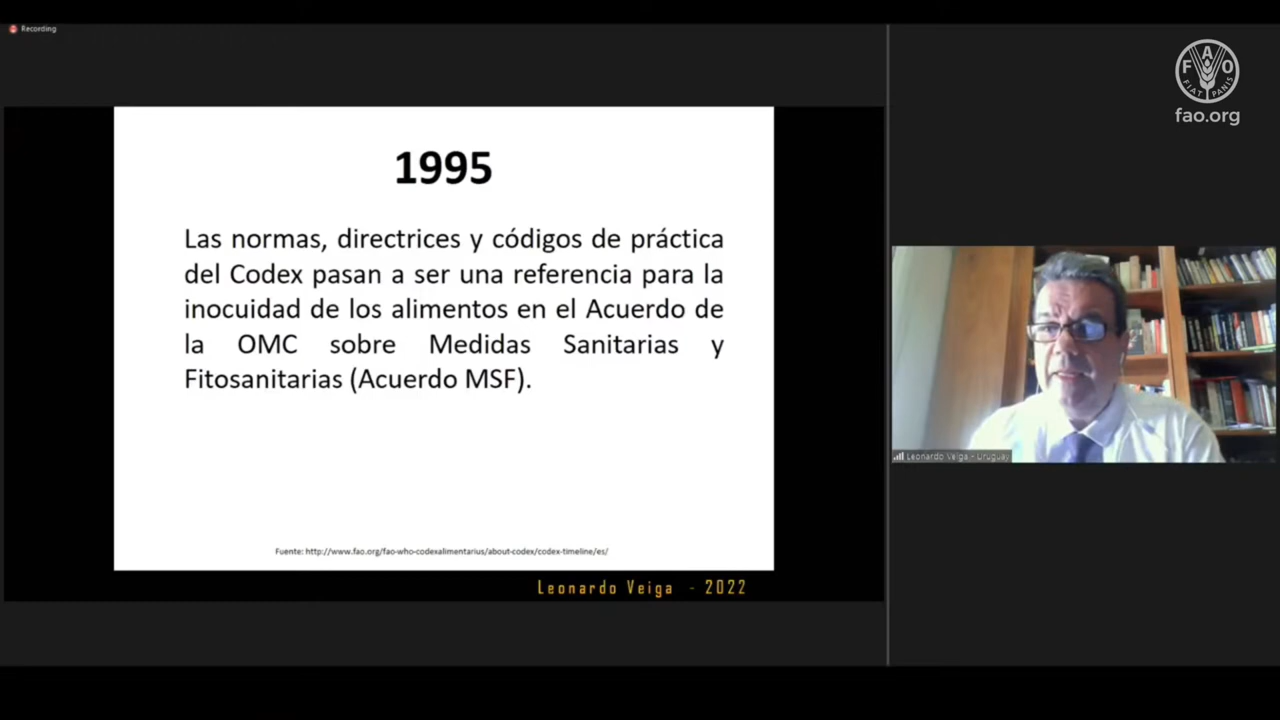 Recording
1995
Las normas, directrices y códigos de práctica
del Codex pasan a ser una referencia para la
inocuidad de los alimentos en el Acuerdo de
la OMC sobre Medidas Sanitarias y
Fitosanitarias (Acuerdo MSF).
Fuente: http://www.fao.org/fao-who-codexalimentarius/about-codex/codex-timeline/es/
Leonardo Veiga - 2022
F A O
FIAT PANIS
fao.org
Leonardo Veiga - Uruguay